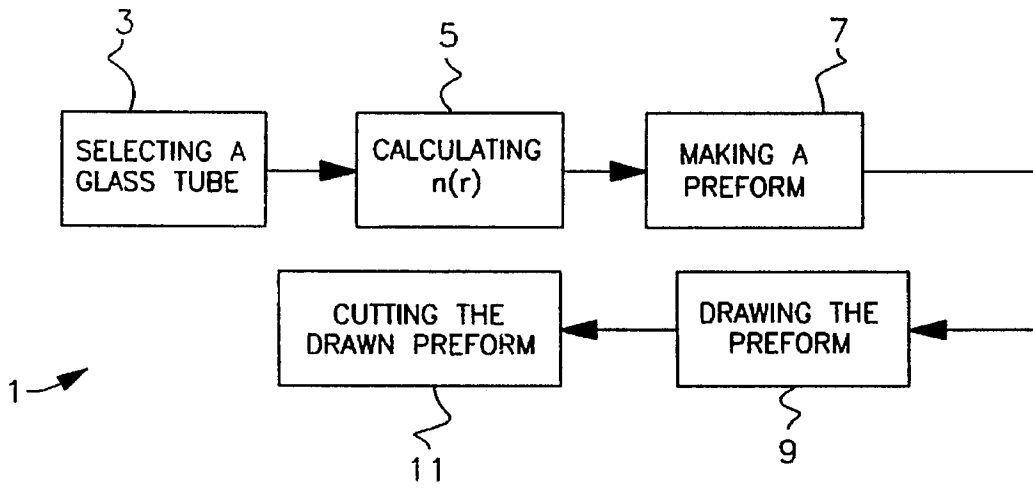 3
5
7
SELECTING A
GLASS TUBE
CALCULATING
n(r)
MAKING A
PREFORM
CUTTING THE
DRAWN PREFORM
DRAWING THE
PREFORM
1
11
9